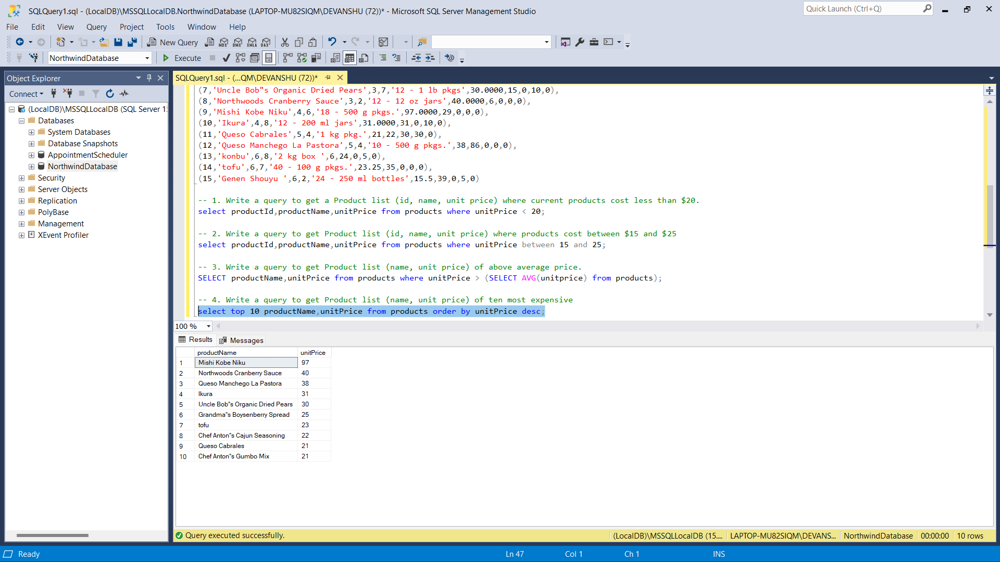 SQLQuery1.sql - (LocalDB)\MSSQLLocalDB.NorthwindDatabase (LAPTOP-MU82SIQM\DEVANSHU (72))* - Microsoft SQL Server Management Studio
Quick Launch (Ctrl+Q)
File Edit View Query Project Tools Window Help
New Query MDX DMX XMLA DAX
NorthwindDatabase Execute
Object Explorer
Connect
(LocalDB)\MSSQLLocalDB (SQL Server 15
Databases
System Databases
Database Snapshots
AppointmentScheduler
NorthwindDatabase
Security
Server Objects
Replication
PolyBase
Management
XEvent Profiler
SQLQuery1.sql - (...QM\DEVANSHU (72))*
(7,'Uncle Bob"s Organic Dried Pears',3,7,'12 - 1 lb pkgs',30.0000,15,0,10,0),
(8,'Northwoods Cranberry Sauce',3,2,'12 - 12 oz jars',40.0000,6,0,0,0),
(9,'Mishi Kobe Niku',4,6,'18 - 500 g pkgs.',97.0000,29,0,0,0),
(10,'Ikura',4,8,'12 - 200 ml jars',31.0000,31,0,10,0),
(11,'Queso Cabrales',5,4,'1 kg pkg.',21,22,30,30,0),
(12,'Queso Manchego La Pastora',5,4,'10 - 500 g pkgs.',38,86,0,0,0),
(13,'konbu',6,8,'2 kg box ',6,24,0,5,0),
(14,'tofu',6,7,'40 - 100 g pkgs.',23.25,35,0,0,0),
(15,'Genen Shouyu ',6,2,'24 - 250 ml bottles',15.5,39,0,5,0)
-- 1. Write a query to get a Product list (id, name, unit price) where current products cost less than $20.
select productId,productName,unitPrice from products where unitPrice < 20;
-- 2. Write a query to get Product list (id, name, unit price) where products cost between $15 and $25
select productId,productName,unitPrice from products where unitPrice between 15 and 25;
-- 3. Write a query to get Product list (name, unit price) of above average price.
SELECT productName,unitPrice from products where unitPrice > (SELECT AVG(unitprice) from products);
-- 4. Write a query to get Product list (name, unit price) of ten most expensive
select top 10 productName,unitPrice from products order by unitPrice desc;
100 %
Results Messages
productName unitPrice
1 Mishi Kobe Niku 97
2 Northwoods Cranberry Sauce 40
3 Queso Manchego La Pastora 38
4 Ikura 31
5 Uncle Bob"s Organic Dried Pears 30
6 Grandma"s Boysenberry Spread 25
7 tofu 23
8 Chef Anton"s Cajun Seasoning 22
9 Queso Cabrales 21
10 Chef Anton"s Gumbo Mix 21
Query executed successfully. (LocalDB)\MSSQLLocalDB (15.... LAPTOP-MU82SIQM\DEVANS... NorthwindDatabase 00:00:00 10 rows
Ready Ln 47 Col 1 Ch 1 INS